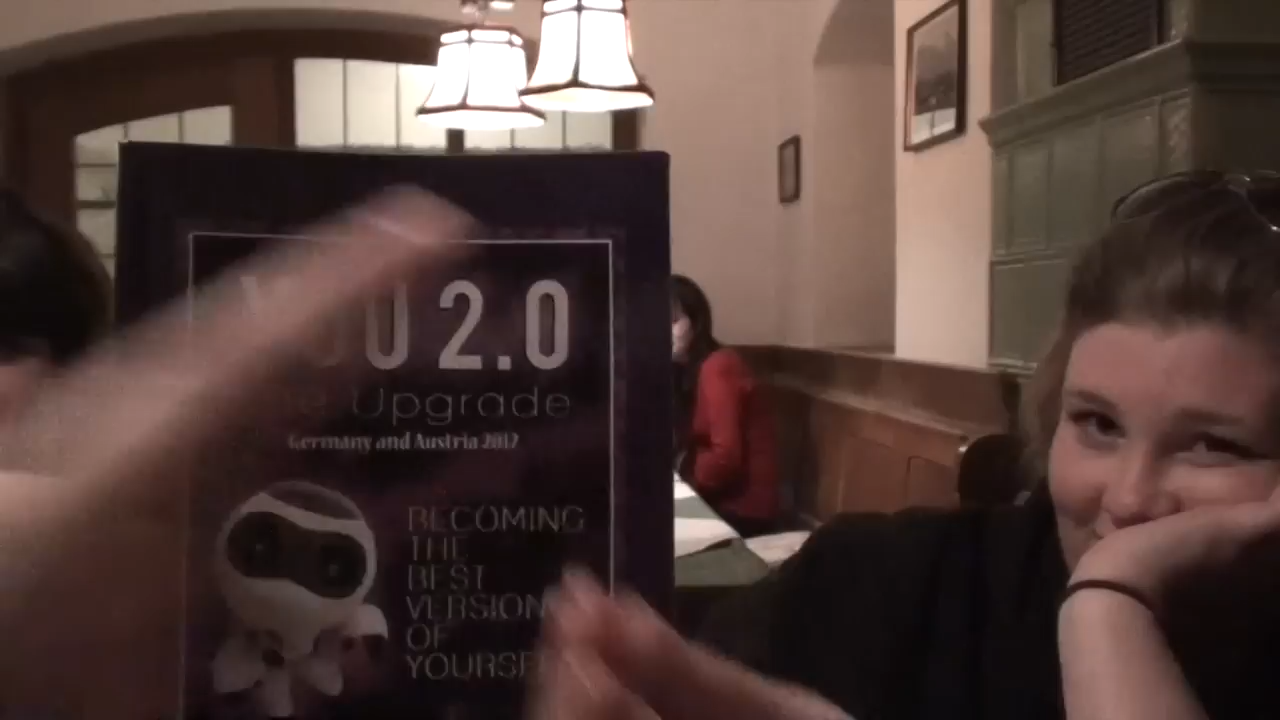 2.0
Upgrade
Germany and Austria 2017
BECOMING
THE
BEST
VERSION
OF